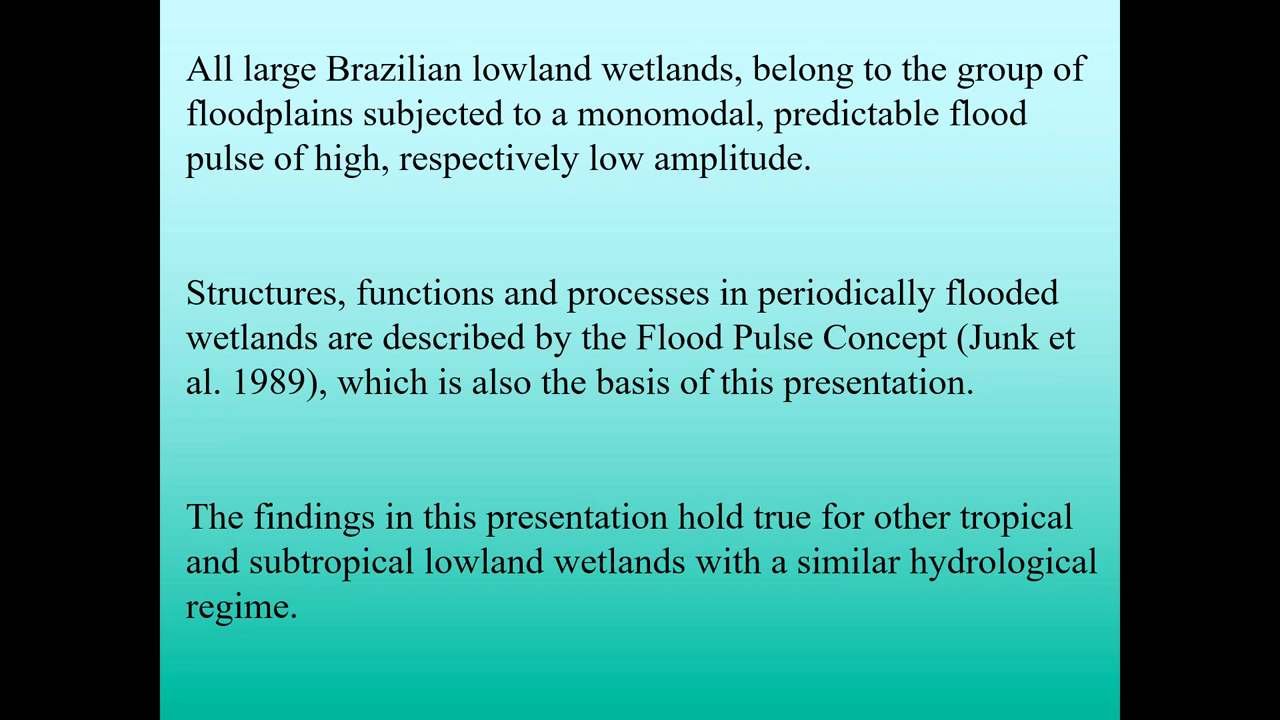 All large Brazilian lowland wetlands, belong to the group of
floodplains subjected to a monomodal, predictable flood
pulse of high, respectively low amplitude.
Structures, functions and processes in periodically flooded
wetlands are described by the Flood Pulse Concept (Junk et
al. 1989), which is also the basis of this presentation.
The findings in this presentation hold true for other tropical
and subtropical lowland wetlands with a similar hydrological
regime.